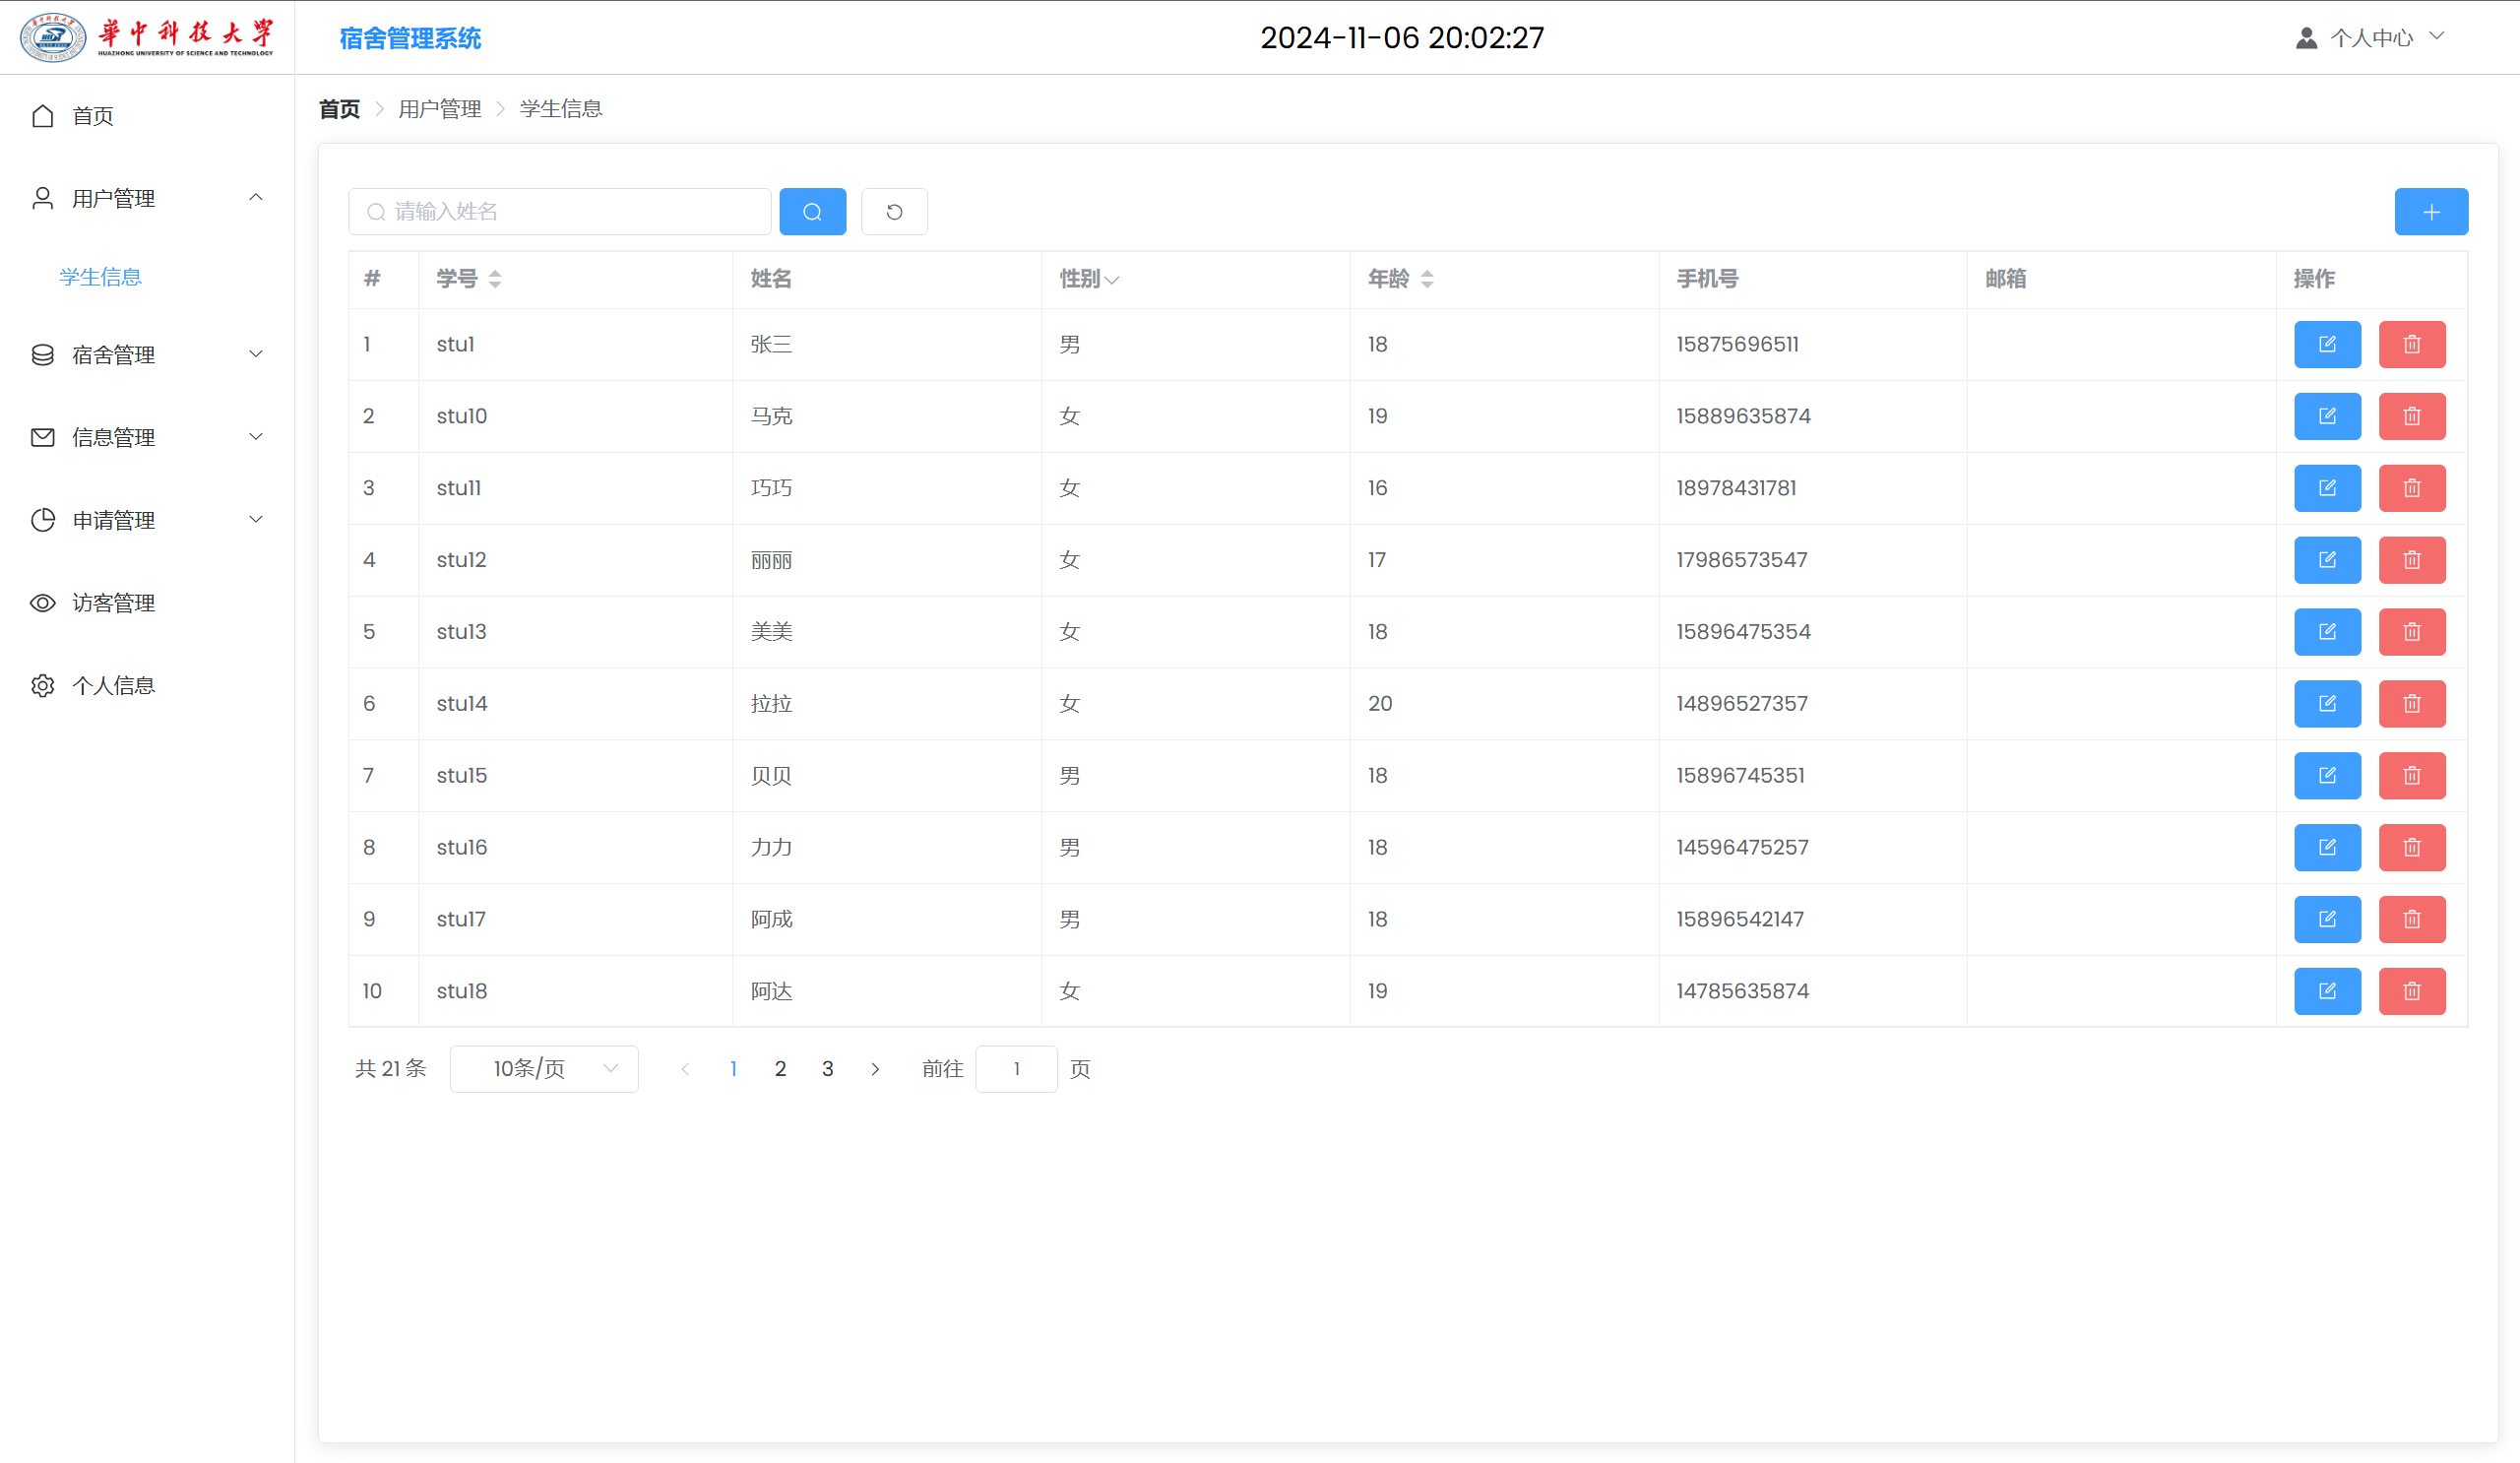 華中科技大学
HUAZHONG UNIVERSITY OF SCIENCE AND TECHNOLOGY
宿舍管理系统
2024-11-06 20:02:27
个人中心
首页
用户管理
学生信息
宿舍管理
信息管理
申请管理
访客管理
个人信息
首页 用户管理 学生信息
请输入姓名
# 学号 姓名 性别 年龄 手机号 邮箱 操作
1 stu1 张三 男 18 15875696511
2 stu10 马克 女 19 15889635874
3 stu11 巧巧 女 16 18978431781
4 stu12 丽丽 女 17 17986573547
5 stu13 美美 女 18 15896475354
6 stu14 拉拉 女 20 14896527357
7 stu15 贝贝 男 18 15896745351
8 stu16 力力 男 18 14596475257
9 stu17 阿成 男 18 15896542147
10 stu18 阿达 女 19 14785635874
共 21 条 10条/页 1 2 3 前往 1 页